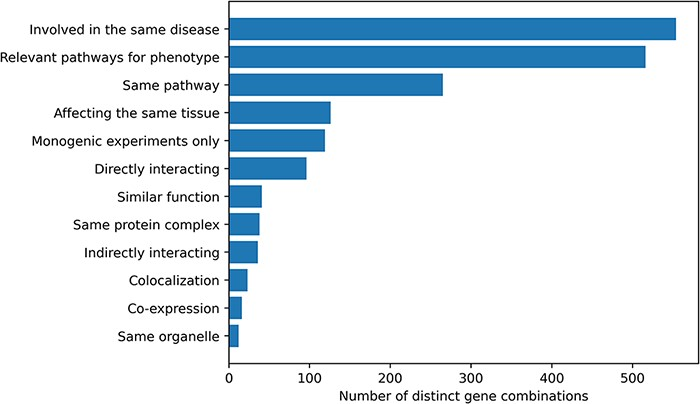 Involved in the same disease
Relevant pathways for phenotype
Same pathway
Affecting the same tissue
Monogenic experiments only
Directly interacting
Similar function
Same protein complex
Indirectly interacting
Colocalization
Co-expression
Same organelle
0 100 200 300 400 500
Number of distinct gene combinations